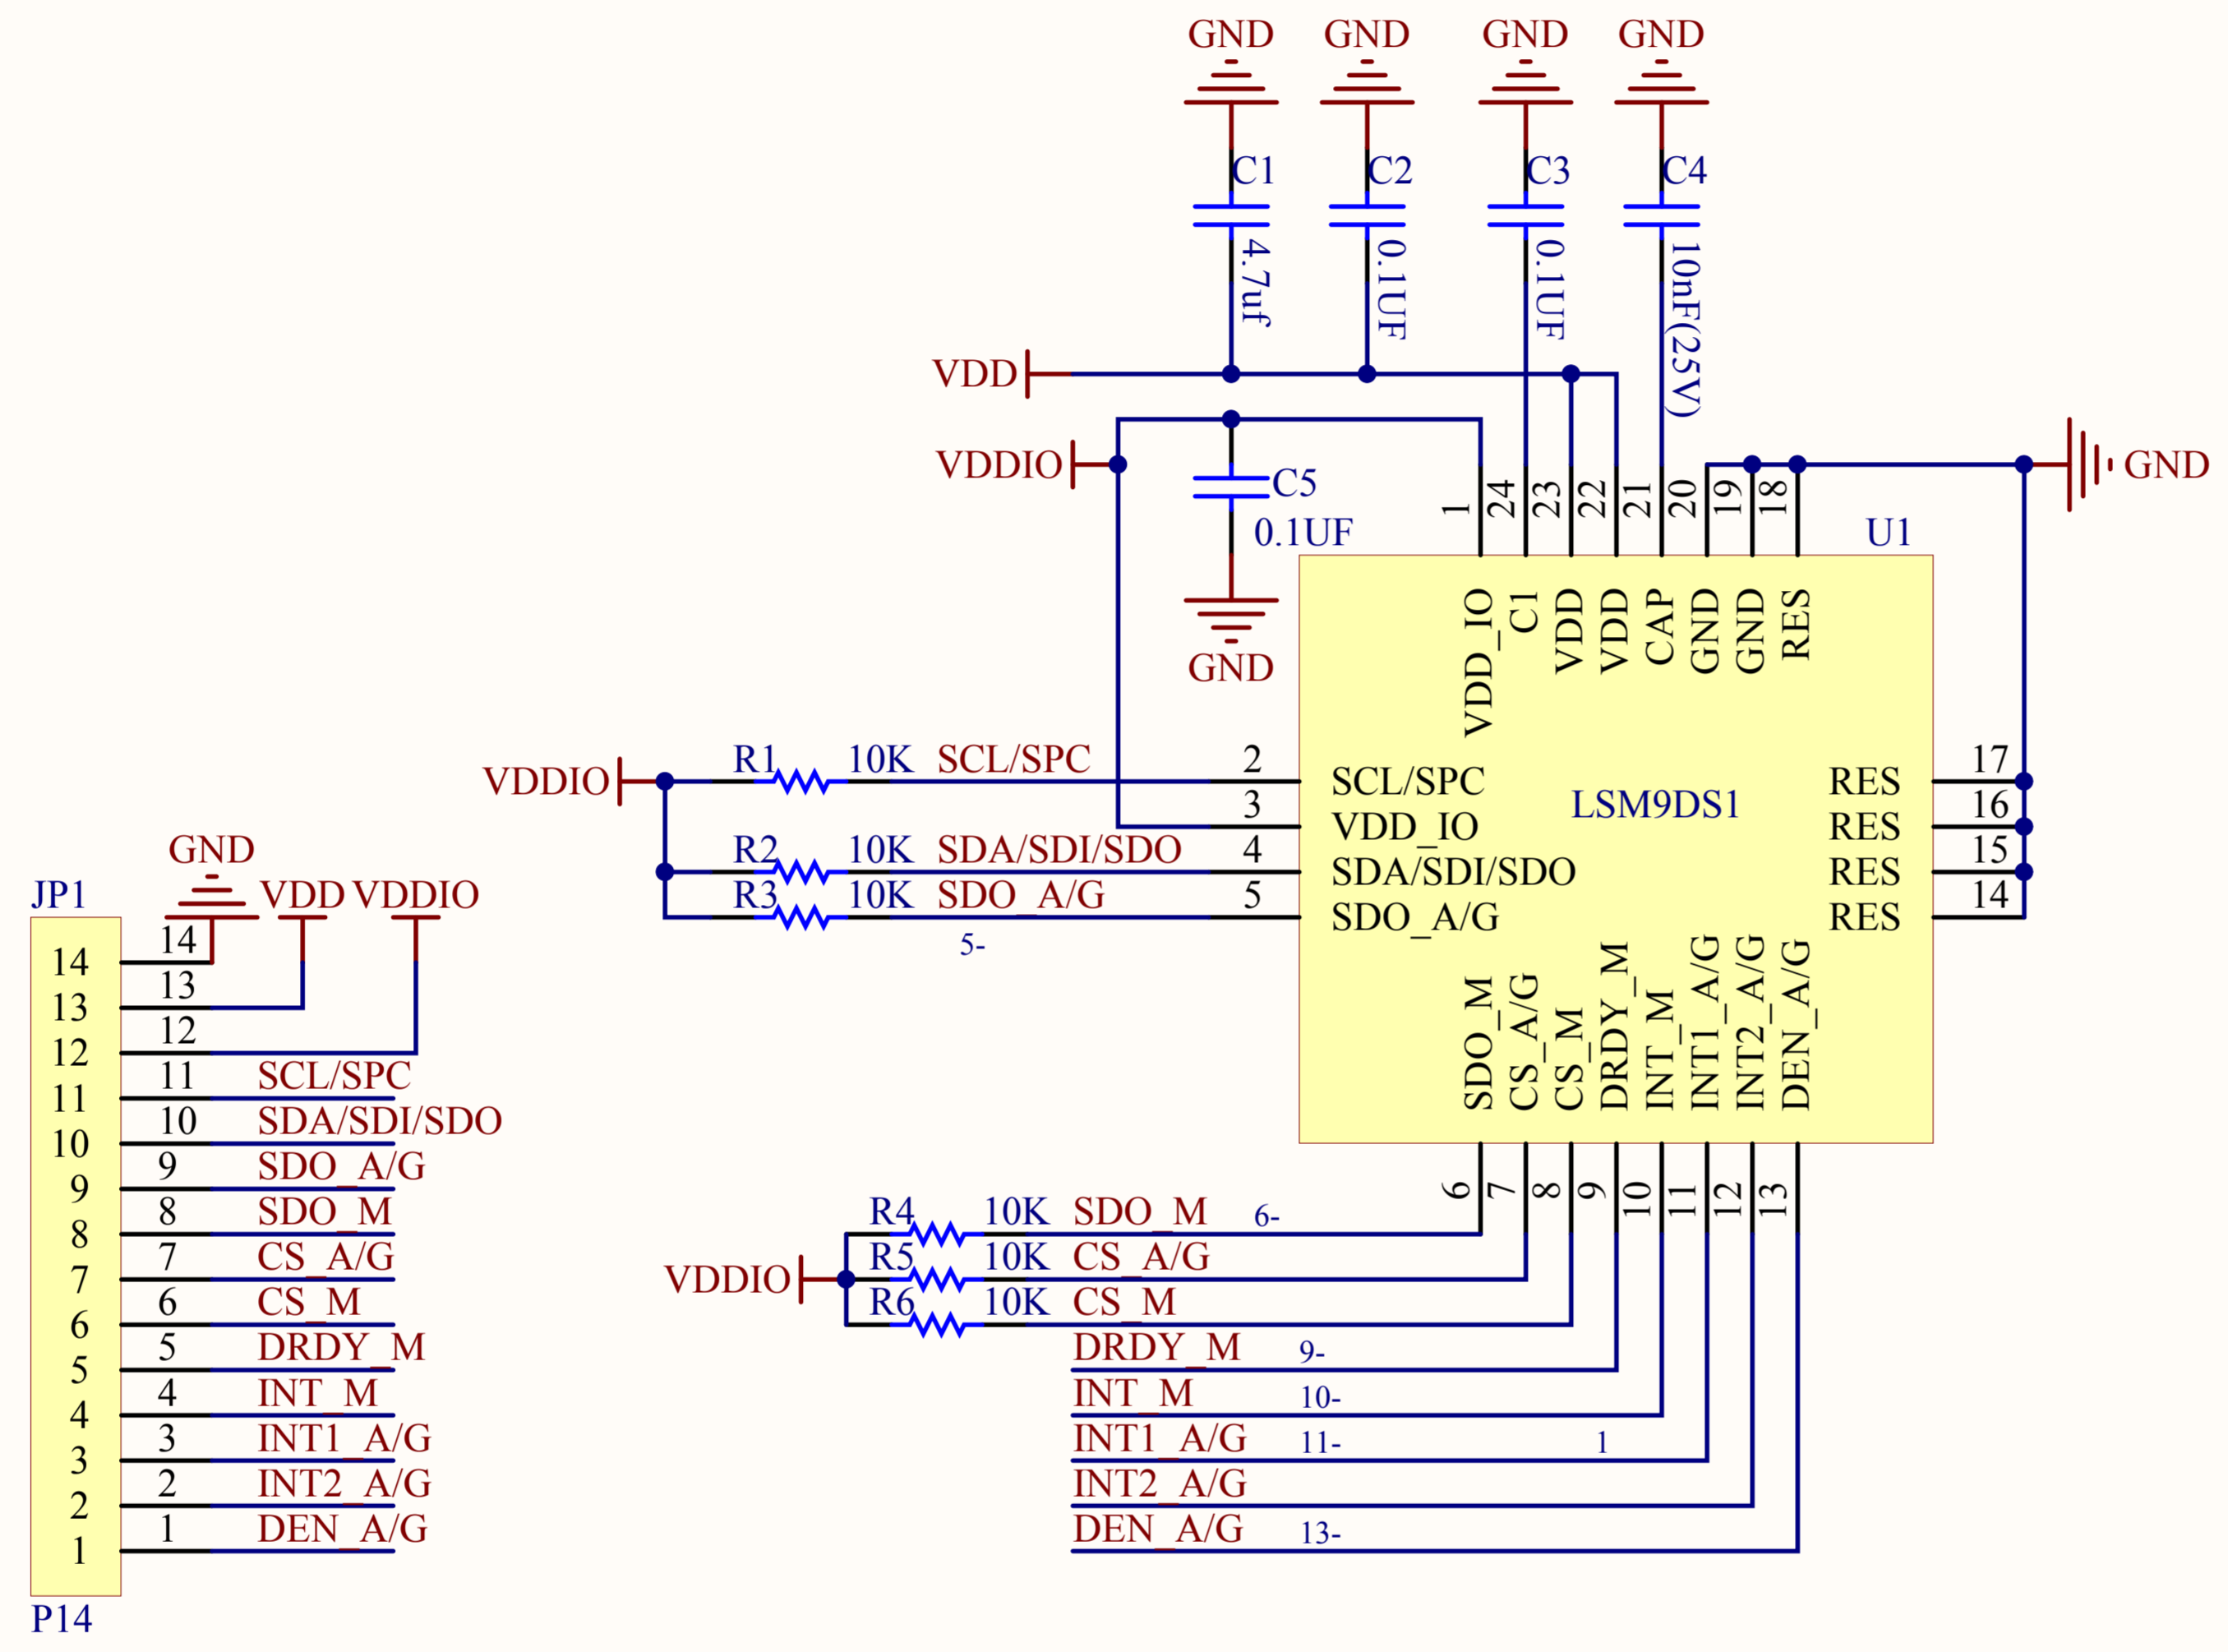 GND GND GND GND
C1 C2 C3 C4
4.7uf 0.1UF 0.1UF 10nF(25V)
VDD
VDDIO
C5
0.1UF
GND
1 24 23 22 21 20 19 18
GND
U1
VDD_IO C1 VDD VDD CAP GND GND RES
VDDIO
R1 10K SCL/SPC 2 SCL/SPC
3 VDD_IO
R2 10K SDA/SDI/SDO 4 SDA/SDI/SDO
R3 10K SDO_A/G 5 SDO_A/G
5-
LSM9DS1
RES 17
RES 16
RES 15
RES 14
SDO_M CS_A/G CS_M DRDY_M INT_M INT1_A/G INT2_A/G DEN_A/G
6 7 8 9 10 11 12 13
VDDIO
R4 10K SDO_M 6-
R5 10K CS_A/G
R6 10K CS_M
DRDY_M 9-
INT_M 10-
INT1_A/G 11- 1
INT2_A/G
DEN_A/G 13-
JP1
GND VDD VDDIO
14 14
13 13
12 12
11 11 SCL/SPC
10 10 SDA/SDI/SDO
9 9 SDO_A/G
8 8 SDO_M
7 7 CS_A/G
6 6 CS_M
5 5 DRDY_M
4 4 INT_M
3 3 INT1_A/G
2 2 INT2_A/G
1 1 DEN_A/G
P14